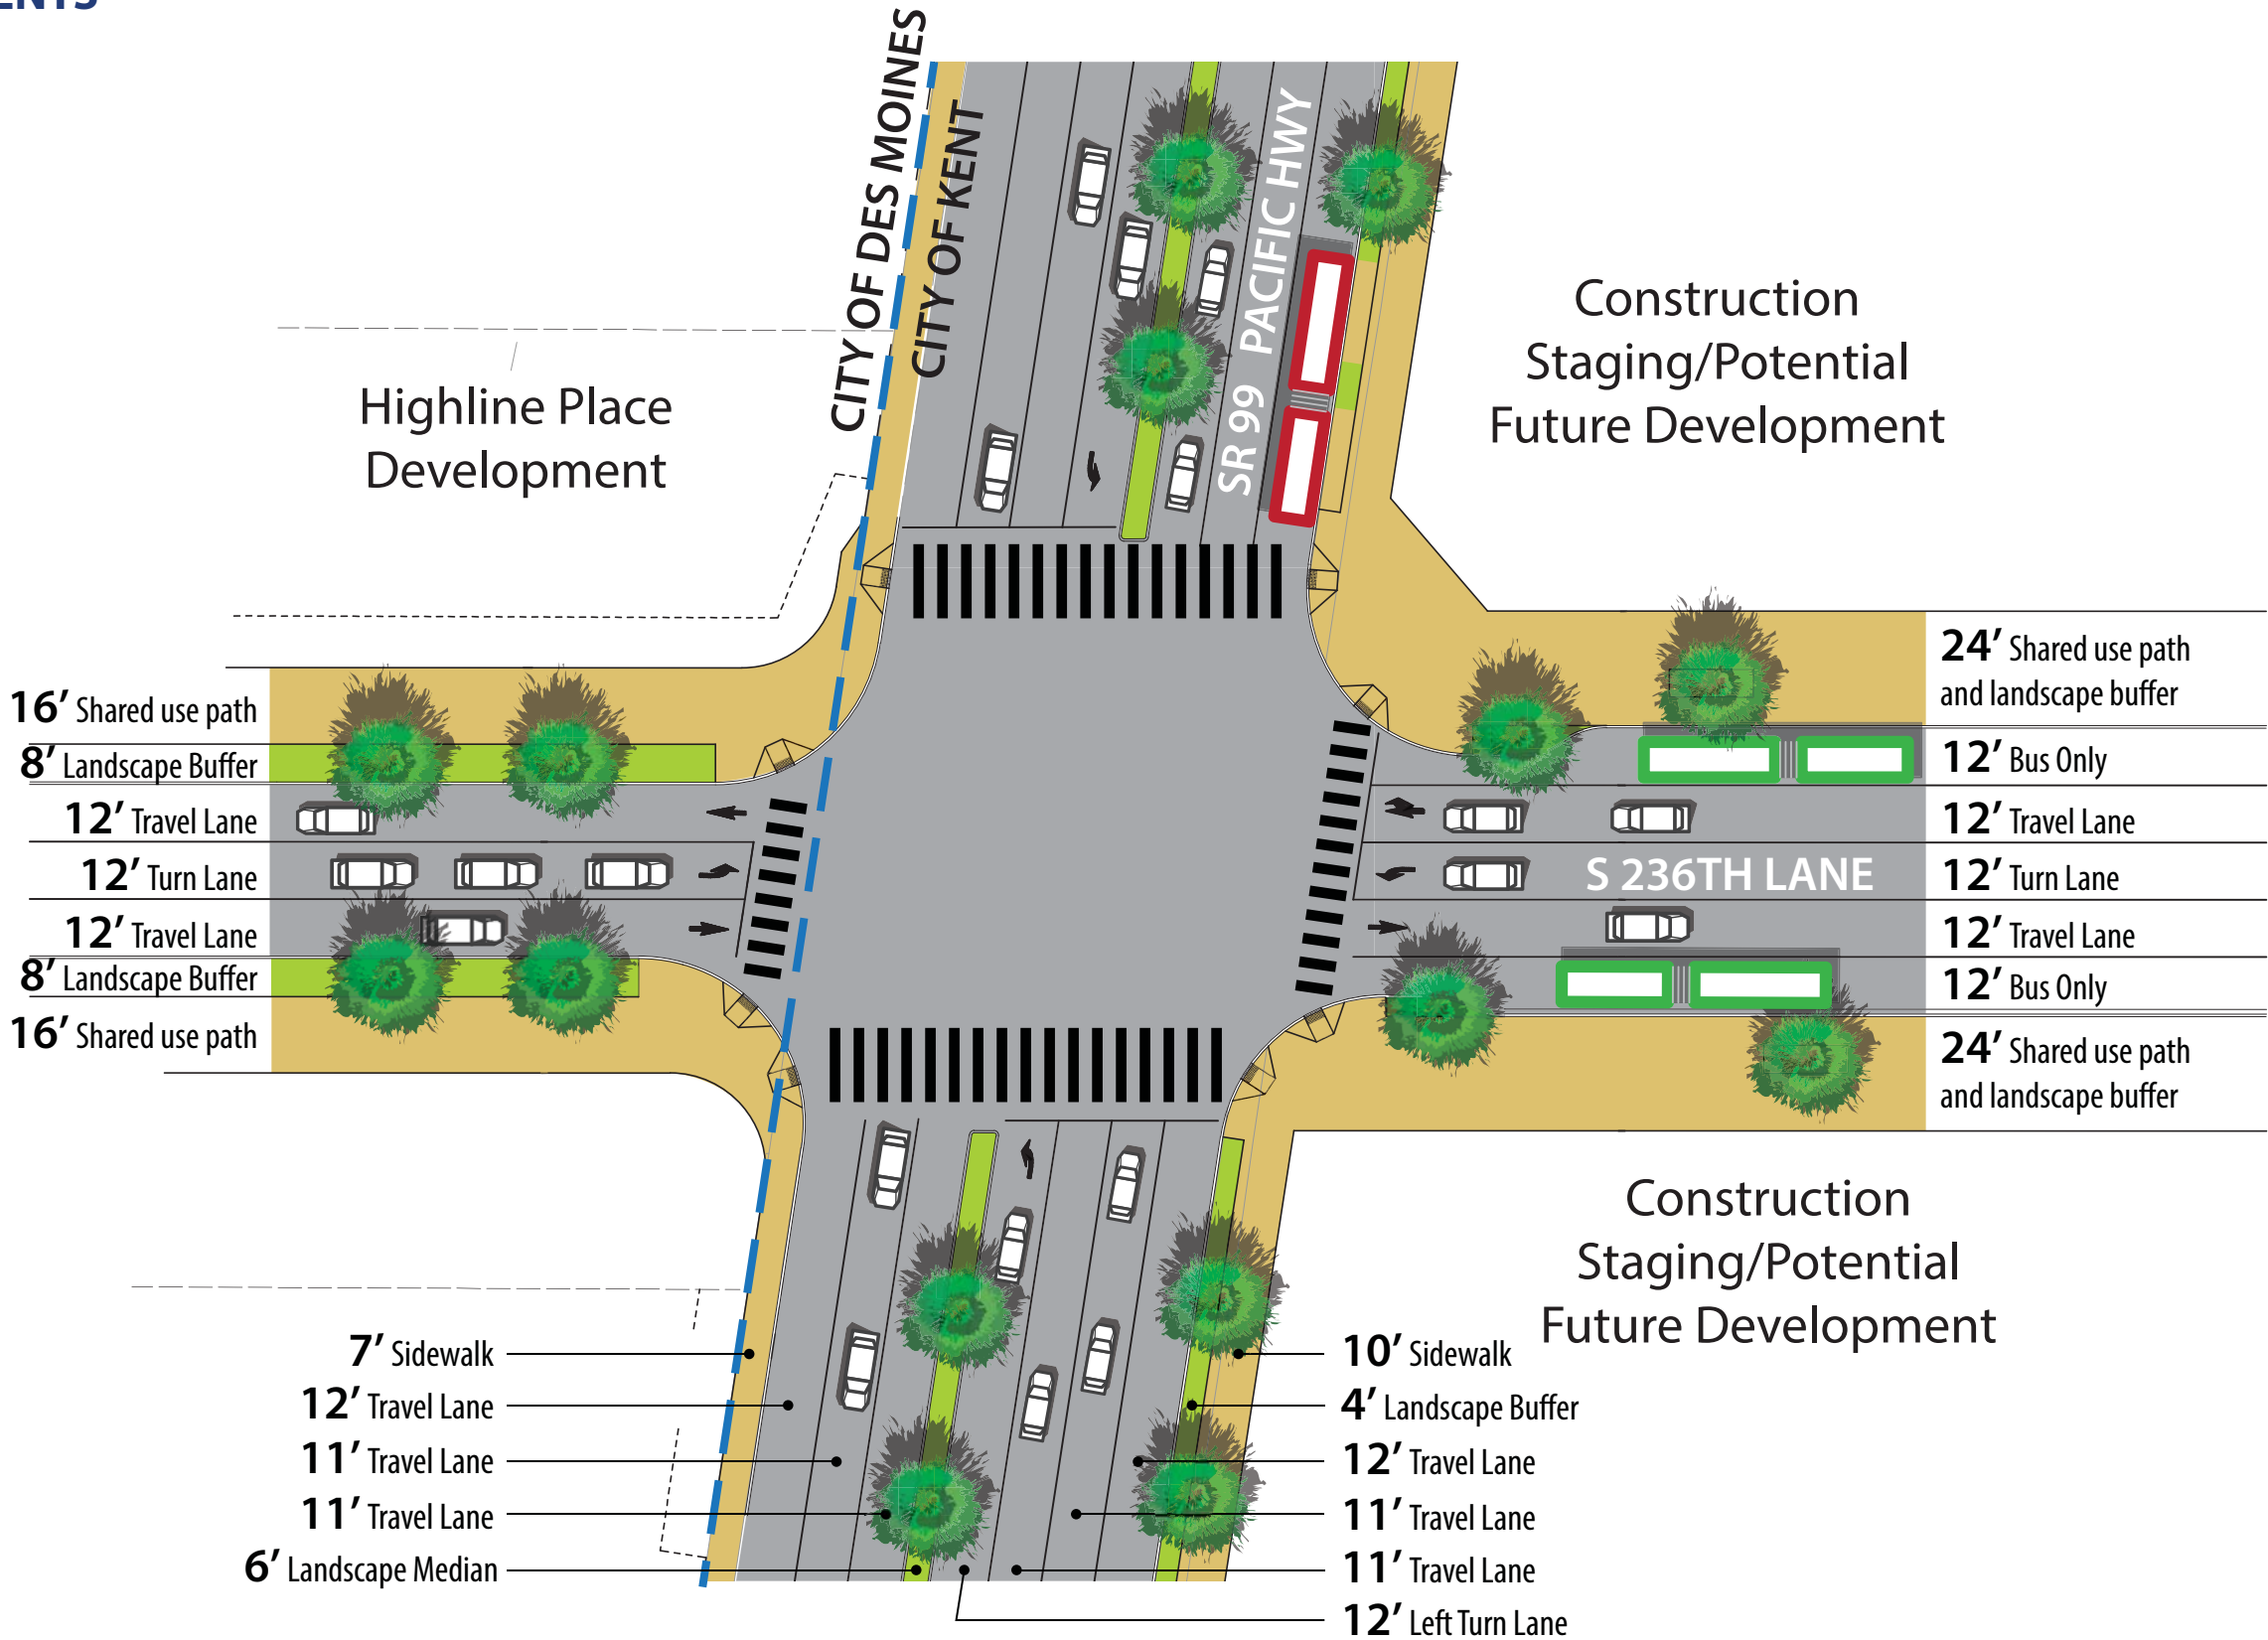 CITY OF DES MOINES
CITY OF KENT
SR 99 PACIFIC HWY
Construction
Staging/Potential
Future Development
Highline Place
Development
16' Shared use path
8' Landscape Buffer
12' Travel Lane
12' Turn Lane
12' Travel Lane
8' Landscape Buffer
16' Shared use path
24' Shared use path
and landscape buffer
12' Bus Only
12' Travel Lane
S 236TH LANE
12' Turn Lane
12' Travel Lane
12' Bus Only
24' Shared use path
and landscape buffer
Construction
Staging/Potential
Future Development
7' Sidewalk
12' Travel Lane
11' Travel Lane
11' Travel Lane
6' Landscape Median
10' Sidewalk
4' Landscape Buffer
12' Travel Lane
11' Travel Lane
11' Travel Lane
12' Left Turn Lane